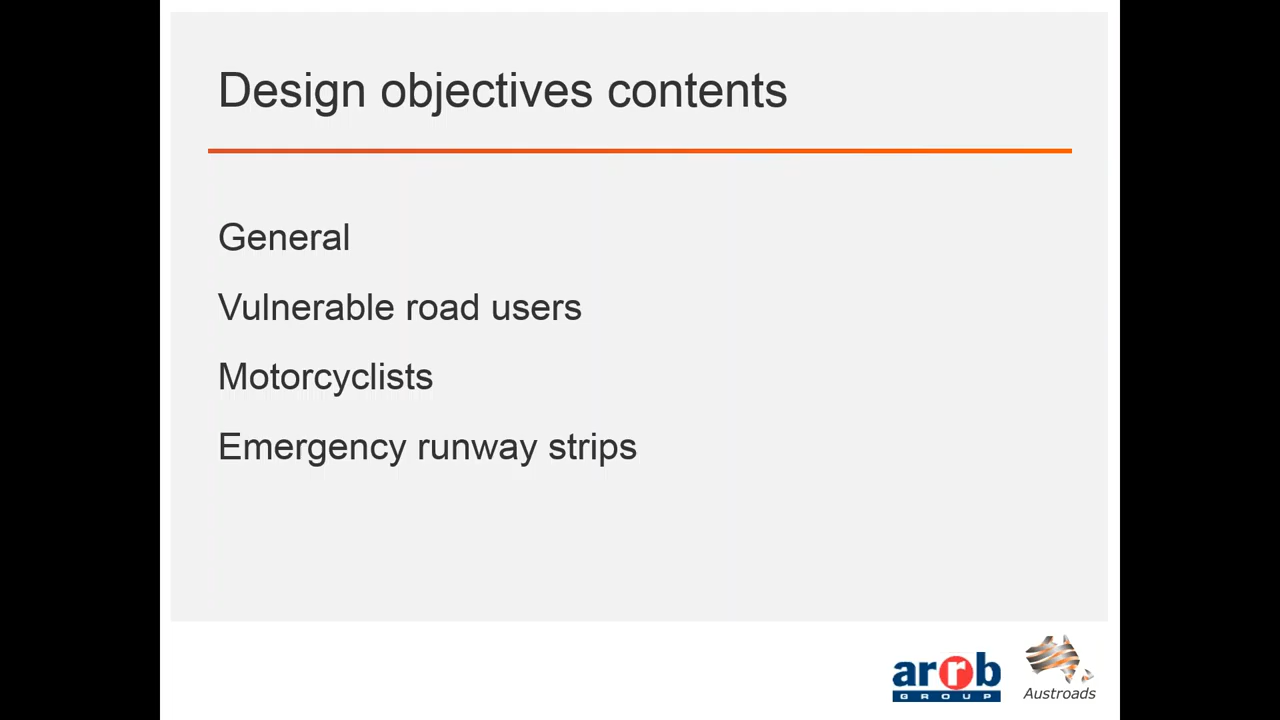 Design objectives contents
General
Vulnerable road users
Motorcyclists
Emergency runway strips
arrb
GROUP
Austroads